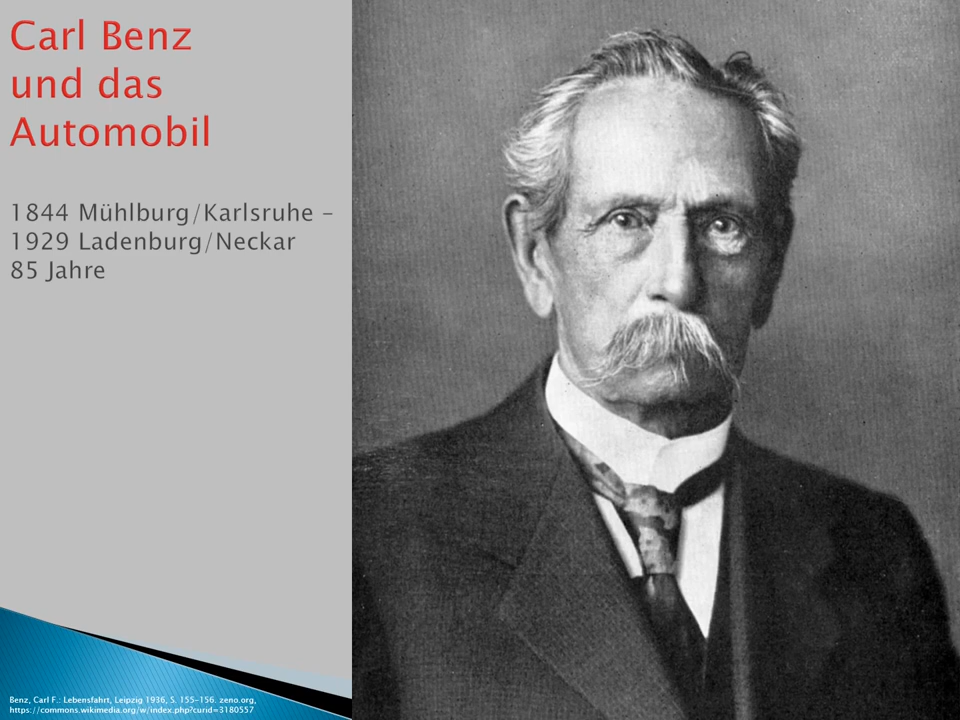 Carl Benz
und das
Automobil
1844 Mühlburg/Karlsruhe –
1929 Ladenburg/Neckar
85 Jahre
Benz, Carl F.: Lebensfahrt, Leipzig 1936, S. 155-156. zeno.org,
https://commons.wikimedia.org/w/index.php?curid=3180557